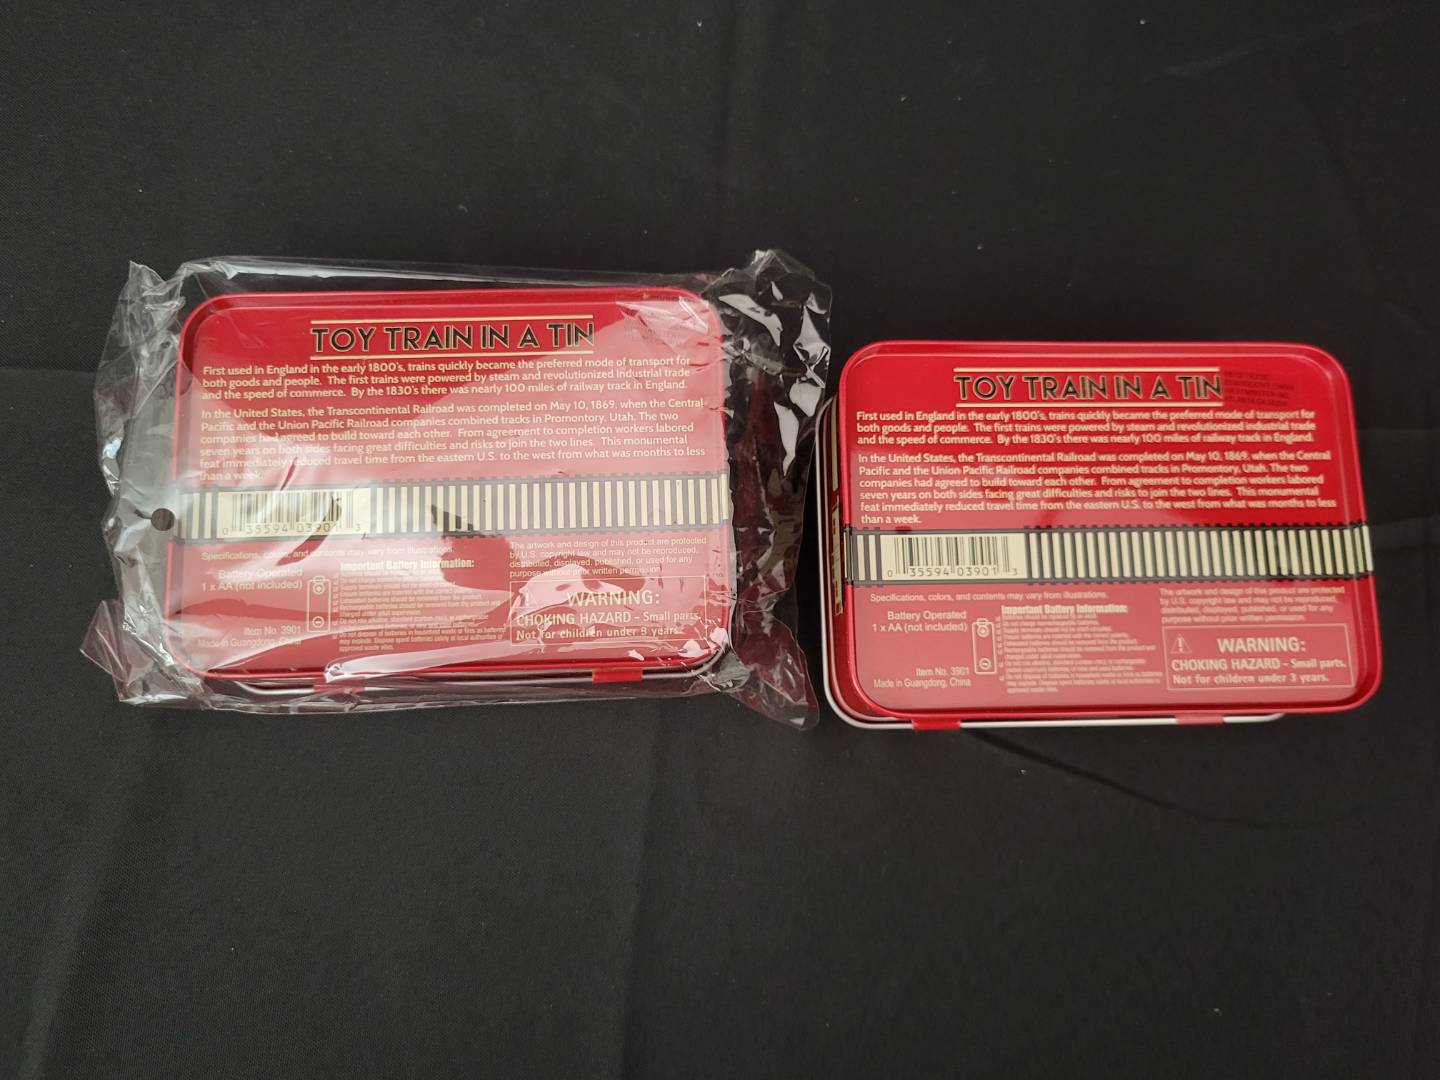 TOY TRAIN IN A TIN
First used in England in the early 1800's, trains quickly became the preferred mode of transport for
both goods and people. The first trains were powered by steam and revolutionized industrial trade
and the speed of commerce. By the 1830's there was nearly 100 miles of railway track in England.
In the United States, the Transcontinental Railroad was completed on May 10, 1869, when the Central
Pacific and the Union Pacific Railroad companies combined tracks in Promontory, Utah. The two
companies had agreed to build toward each other. From agreement to completion workers labored
seven years on both sides facing great difficulties and risks to join the two lines. This monumental
feat immediately reduced travel time from the eastern U.S. to the west from what was months to less
than a week.
0 35594 03901 3
Specifications, colors, and contents may vary from illustrations.
Battery Operated
1 x AA (not included)
Item No. 3901
Made in Guangdong, China
Important Battery Information:
The artwork and design of this product are protected
by U.S. copyright law and may not be reproduced,
distributed, displayed, published, or used for any
purpose without prior written permission.
WARNING:
CHOKING HAZARD - Small parts.
Not for children under 3 years.
TOY TRAIN IN A TIN
First used in England in the early 1800's, trains quickly became the preferred mode of transport for
both goods and people. The first trains were powered by steam and revolutionized industrial trade
and the speed of commerce. By the 1830's there was nearly 100 miles of railway track in England.
In the United States, the Transcontinental Railroad was completed on May 10, 1869, when the Central
Pacific and the Union Pacific Railroad companies combined tracks in Promontory, Utah. The two
companies had agreed to build toward each other. From agreement to completion workers labored
seven years on both sides facing great difficulties and risks to join the two lines. This monumental
feat immediately reduced travel time from the eastern U.S. to the west from what was months to less
than a week.
0 35594 03901 3
Specifications, colors, and contents may vary from illustrations.
Battery Operated
1 x AA (not included)
Item No. 3901
Made in Guangdong, China
Important Battery Information:
The artwork and design of this product are protected
by U.S. copyright law and may not be reproduced,
distributed, displayed, published, or used for any
purpose without prior written permission.
WARNING:
CHOKING HAZARD - Small parts.
Not for children under 3 years.